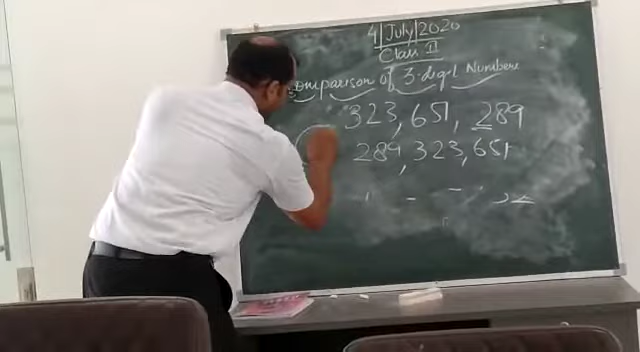 4/July/2020
Class II
Comparison of 3-digit Numbers
323, 651, 289
289, 323, 651